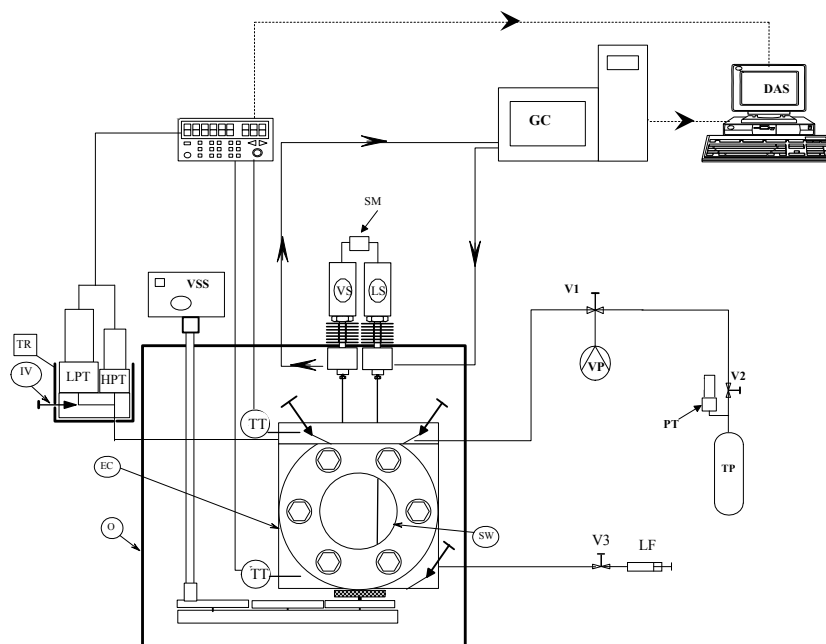 DAS
GC
SM
VSS
VS
LS
V1
TR
LPT
HPT
IV
VP
V2
PT
TT
TP
EC
SW
O
V3
LF
TT